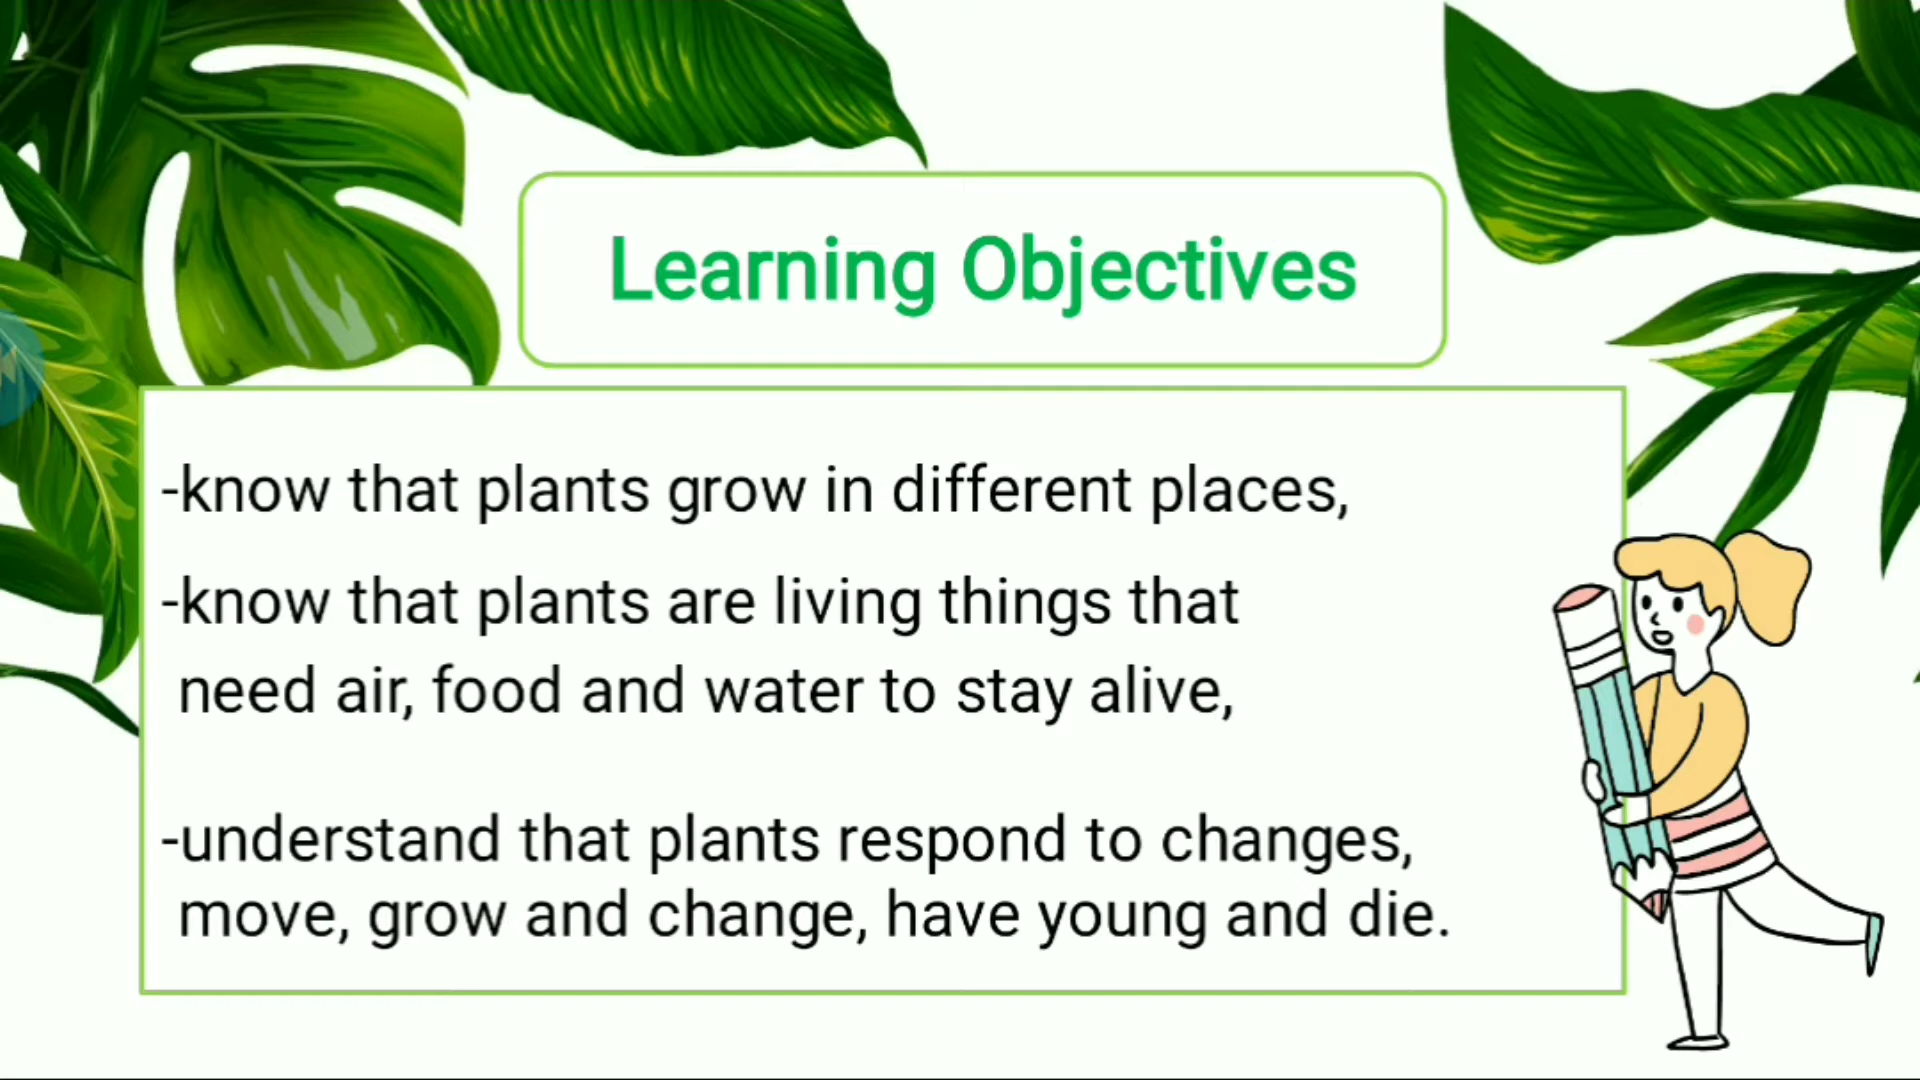 Learning Objectives
-know that plants grow in different places,
-know that plants are living things that
need air, food and water to stay alive,
-understand that plants respond to changes,
move, grow and change, have young and die.